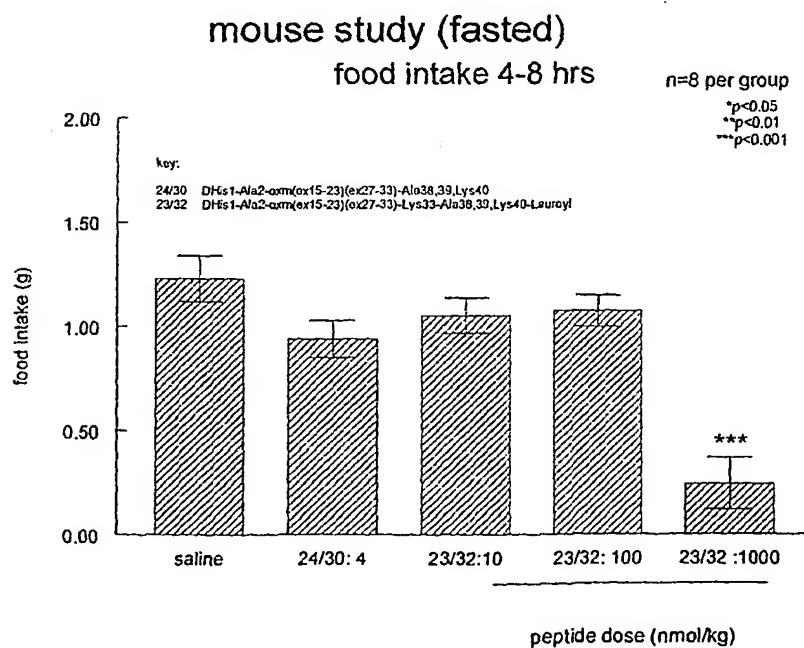 mouse study (fasted)
food intake 4-8 hrs
n=8 per group
*p<0.05
**p<0.01
***p<0.001
key:
24/30 DHis1-Ala2-oxm(ox15-23)(ex27-33)-Ala38,39,Lys40
23/32 DHis1-Ala2-oxm(ex15-23)(ox27-33)-Lys33-Ala38,39,Lys40-Lauroyl
2.00
1.50
1.00
0.50
0.00
food intake (g)
***
saline 24/30: 4 23/32:10 23/32: 100 23/32 :1000
peptide dose (nmol/kg)